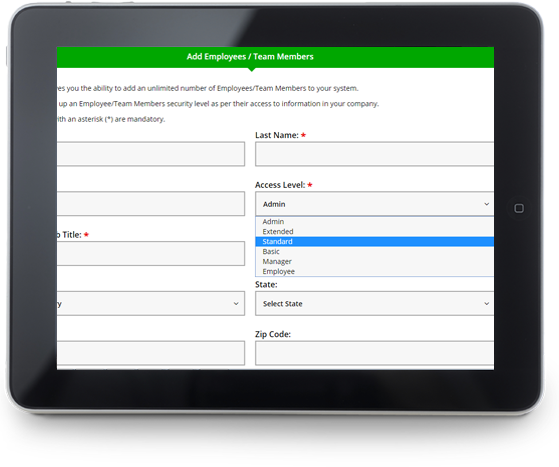 Add Employees / Team Members
ves you the ability to add an unlimited number of Employees/Team Members to your system.
up an Employee/Team Members security level as per their access to information in your company.
ith an asterisk (*) are mandatory.
Last Name: *
Access Level: *
Admin
Admin
Extended
Standard
b Title: *
Basic
Manager
Employee
State:
ry
Select State
Zip Code: